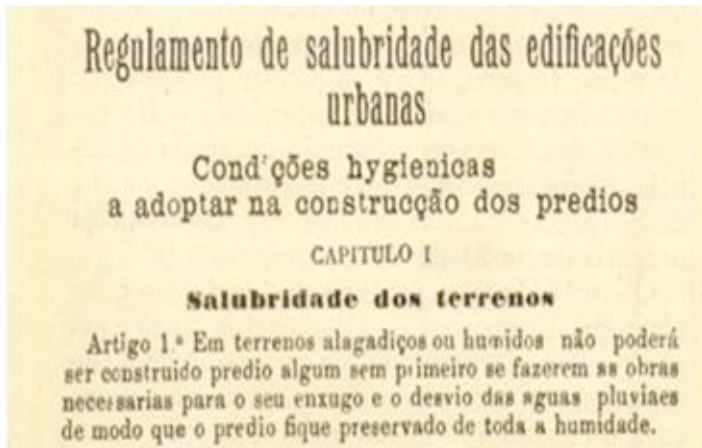 Regulamento de salubridade das edificações
urbanas
Cond'ções hygienicas
a adoptar na construcção dos predios
CAPITULO I
Salubridade dos terrenos
Artigo 1.º Em terrenos alagadiços ou humidos não poderá
ser construido predio algum sem primeiro se fazerem as obras
necessarias para o seu enxugo e o desvio das aguas pluviaes
de modo que o predio fique preservado de toda a humidade.